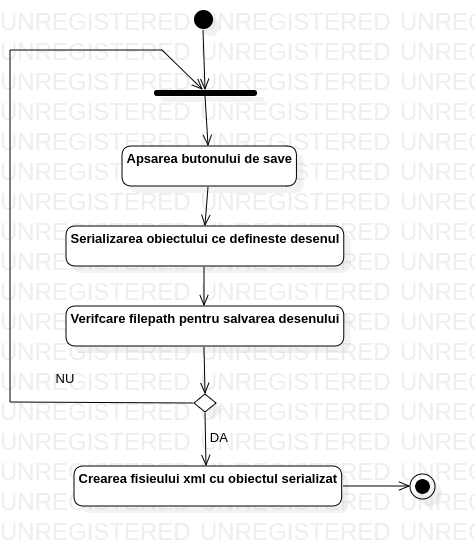 Apsarea butonului de save
Serializarea obiectului ce defineste desenul
Verifcare filepath pentru salvarea desenului
NU
DA
Crearea fisieului xml cu obiectul serializat
UNREGISTERED